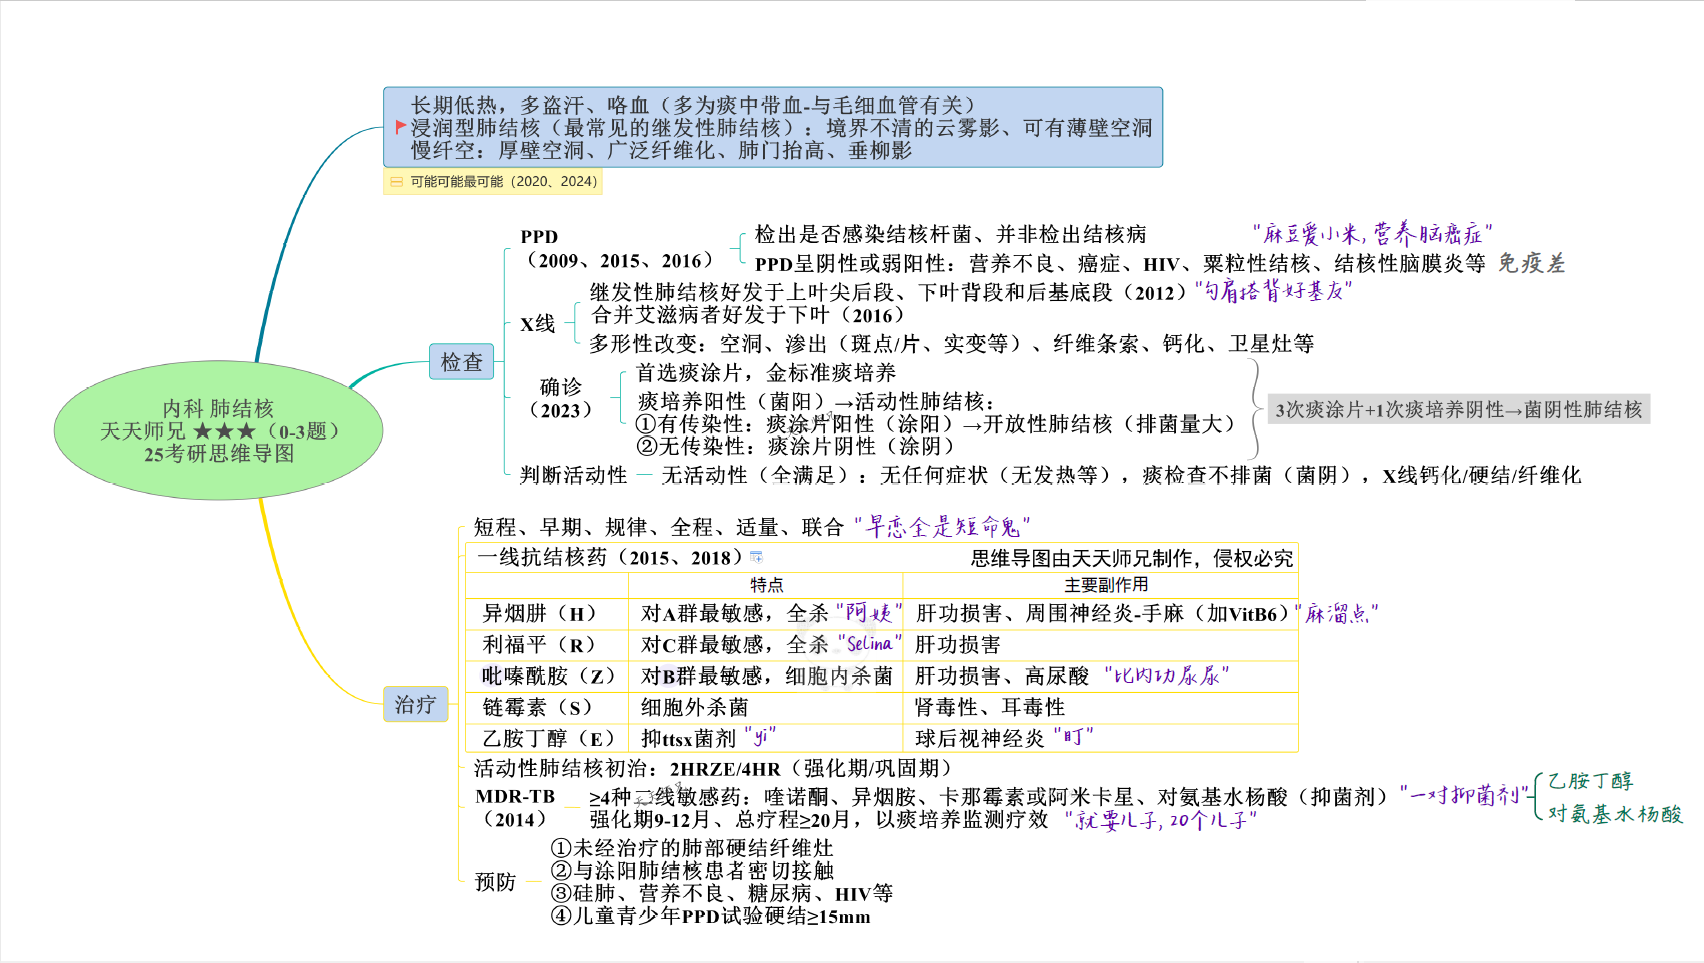 长期低热，多盗汗、咯血（多为痰中带血-与毛细血管有关）
浸润型肺结核（最常见的继发性肺结核）：境界不清的云雾影、可有薄壁空洞
慢纤空：厚壁空洞、广泛纤维化、肺门抬高、垂柳影
可能可能最可能（2020、2024）
内科 肺结核
天天师兄 ★★★（0-3题）
25考研思维导图
检查
PPD
（2009、2015、2016）
检出是否感染结核杆菌、并非检出结核病
“麻豆爱小米,营养脑癌症”
PPD呈阴性或弱阳性：营养不良、癌症、HIV、粟粒性结核、结核性脑膜炎等 免疫差
X线
继发性肺结核好发于上叶尖后段、下叶背段和后基底段（2012）“勾肩搭背好基友”
合并艾滋病者好发于下叶（2016）
多形性改变：空洞、渗出（斑点/片、实变等）、纤维条索、钙化、卫星灶等
确诊
（2023）
首选痰涂片，金标准痰培养
痰培养阳性（菌阳）→活动性肺结核：
①有传染性：痰涂片阳性（涂阳）→开放性肺结核（排菌量大）
②无传染性：痰涂片阴性（涂阴）
3次痰涂片+1次痰培养阴性→菌阴性肺结核
判断活动性
无活动性（全满足）：无任何症状（无发热等），痰检查不排菌（菌阴），X线钙化/硬结/纤维化
治疗
短程、早期、规律、全程、适量、联合 “早恋全是短命鬼”
一线抗结核药（2015、2018） 思维导图由天天师兄制作，侵权必究
特点 主要副作用
异烟肼（H） 对A群最敏感，全杀 “阿姨” 肝功损害、周围神经炎-手麻（加VitB6）“麻溜点”
利福平（R） 对C群最敏感，全杀 “Selina” 肝功损害
吡嗪酰胺（Z） 对B群最敏感，细胞内杀菌 肝功损害、高尿酸 “比内功尿尿”
链霉素（S） 细胞外杀菌 肾毒性、耳毒性
乙胺丁醇（E） 抑ttsx菌剂 “yi” 球后视神经炎 “盯”
活动性肺结核初治：2HRZE/4HR（强化期/巩固期）
MDR-TB
（2014）
≥4种二线敏感药：喹诺酮、异烟胺、卡那霉素或阿米卡星、对氨基水杨酸（抑菌剂）“一对抑菌剂”
乙胺丁醇
对氨基水杨酸
强化期9-12月、总疗程≥20月，以痰培养监测疗效 “就要儿子,20个儿子”
预防
①未经治疗的肺部硬结纤维灶
②与涂阳肺结核患者密切接触
③硅肺、营养不良、糖尿病、HIV等
④儿童青少年PPD试验硬结≥15mm